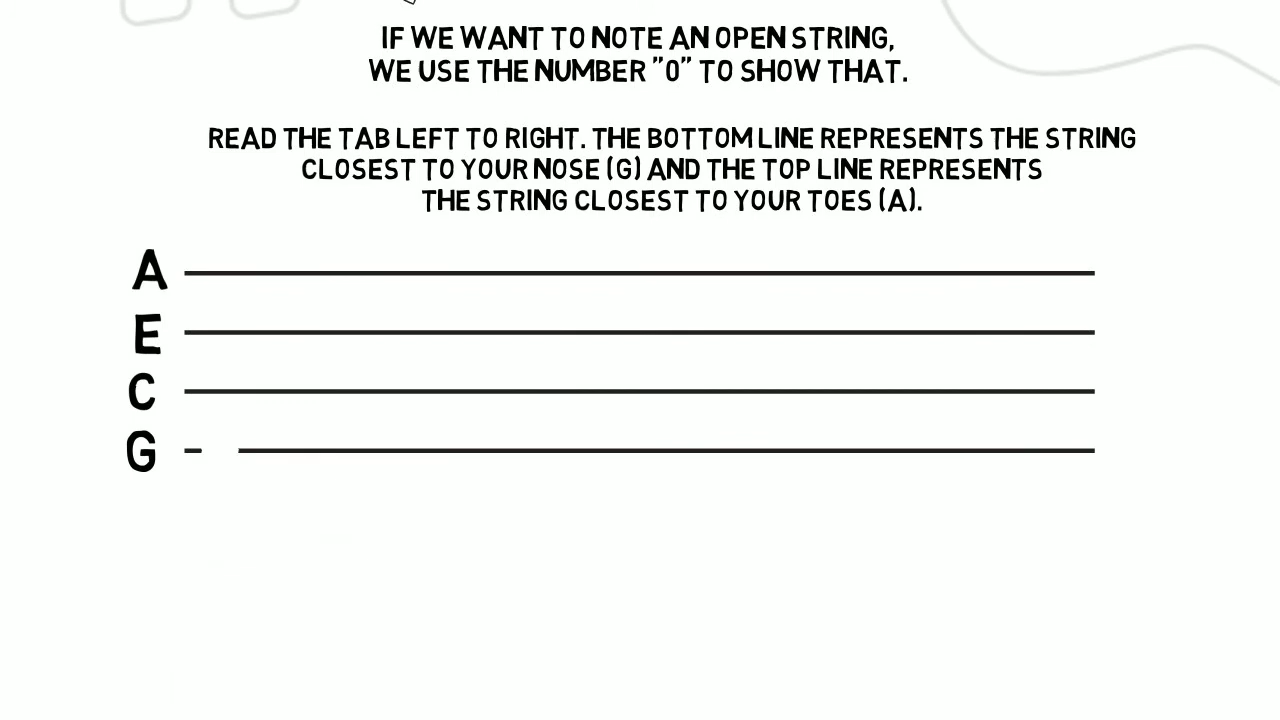 IF WE WANT TO NOTE AN OPEN STRING,
WE USE THE NUMBER "0" TO SHOW THAT.
READ THE TAB LEFT TO RIGHT. THE BOTTOM LINE REPRESENTS THE STRING
CLOSEST TO YOUR NOSE (G) AND THE TOP LINE REPRESENTS
THE STRING CLOSEST TO YOUR TOES (A).
A
E
C
G